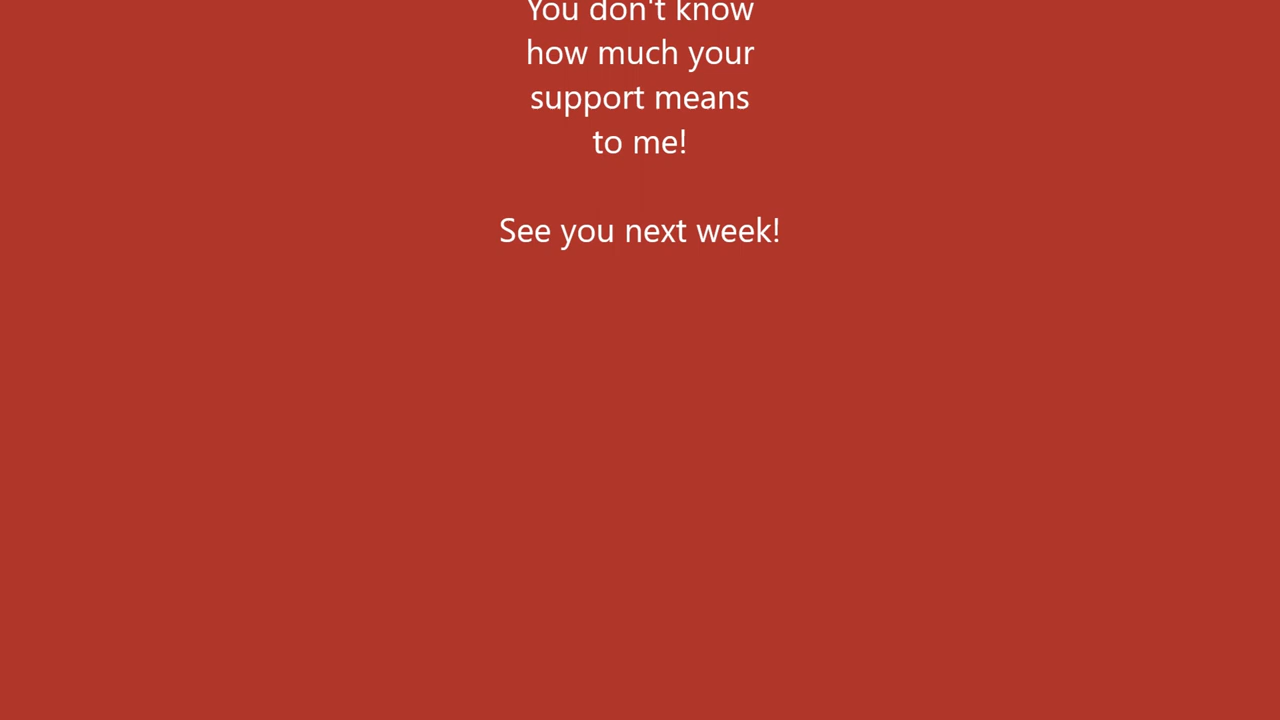 You don't know
how much your
support means
to me!
See you next week!